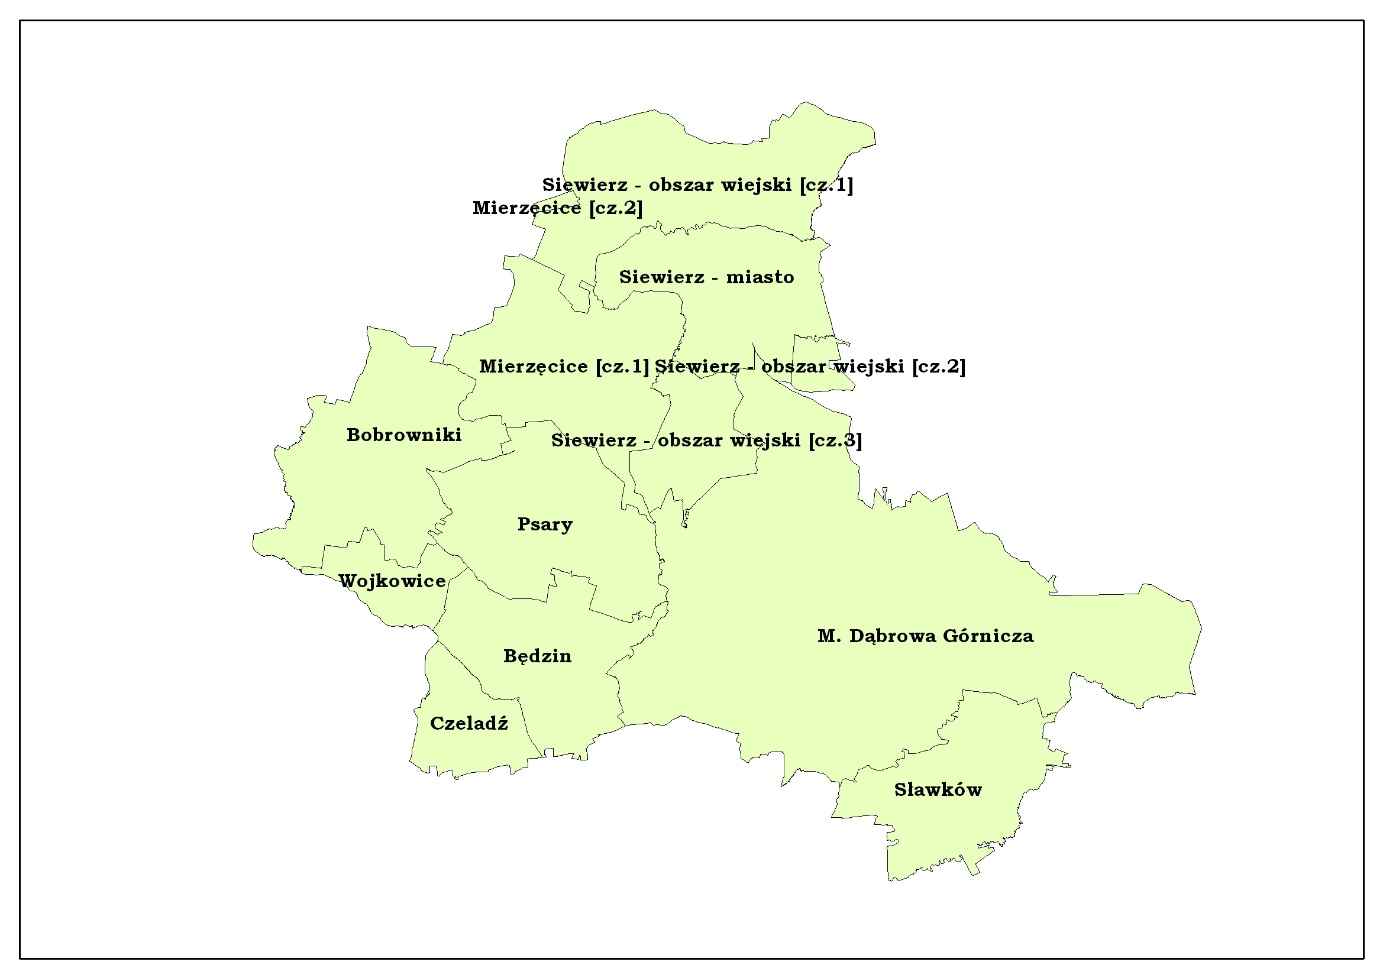 Siewierz - obszar wiejski [cz.1]
Mierzęcice [cz.2]
Siewierz - miasto
Mierzęcice [cz.1]
Siewierz - obszar wiejski [cz.2]
Bobrowniki
Siewierz - obszar wiejski [cz.3]
Psary
Wojkowice
M. Dąbrowa Górnicza
Będzin
Czeladź
Sławków